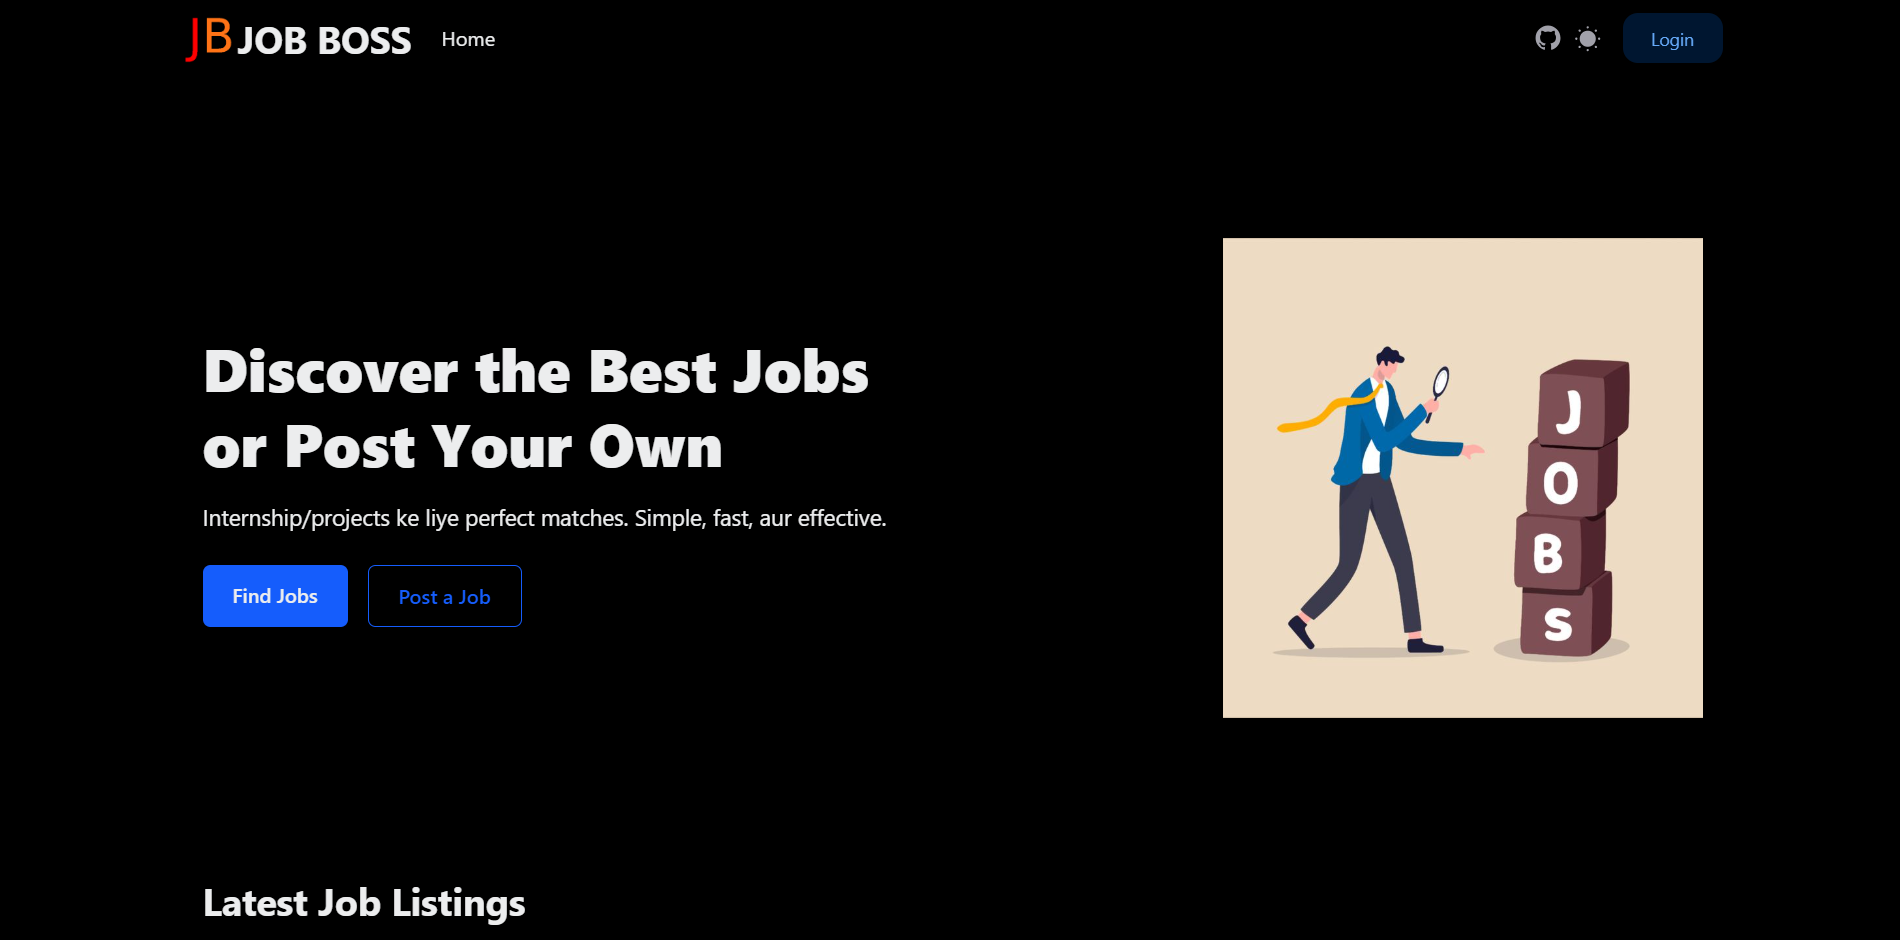 JB JOB BOSS Home Login
Discover the Best Jobs
or Post Your Own
Internship/projects ke liye perfect matches. Simple, fast, aur effective.
Find Jobs Post a Job
J
O
B
S
Latest Job Listings